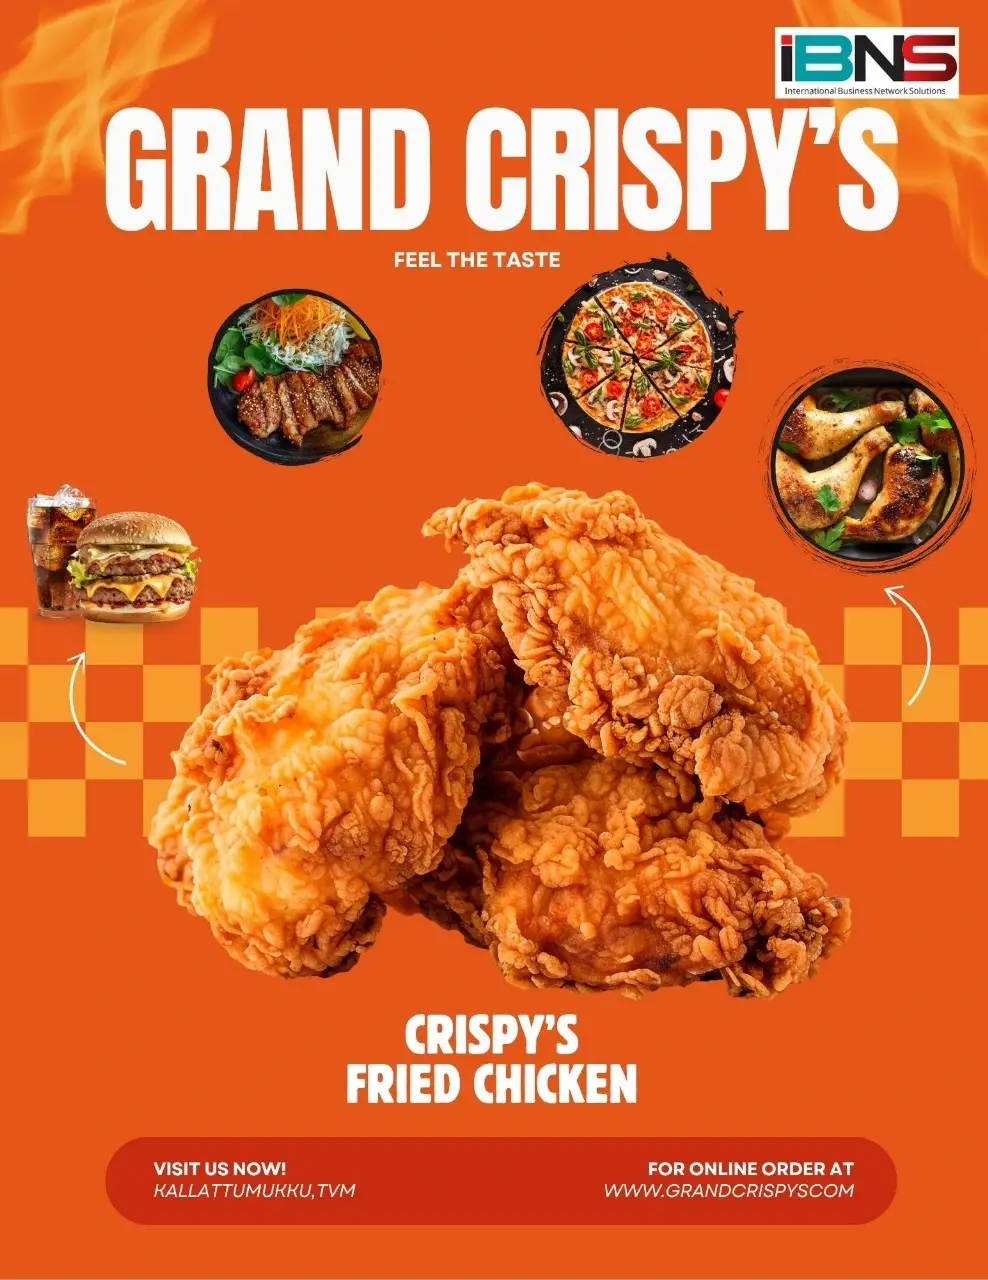 iBNS
International Business Network Solutions
GRAND CRISPY’S
FEEL THE TASTE
CRISPY’S
FRIED CHICKEN
VISIT US NOW!
KALLATTUMUKKU,TVM
FOR ONLINE ORDER AT
WWW.GRANDCRISPYSCOM